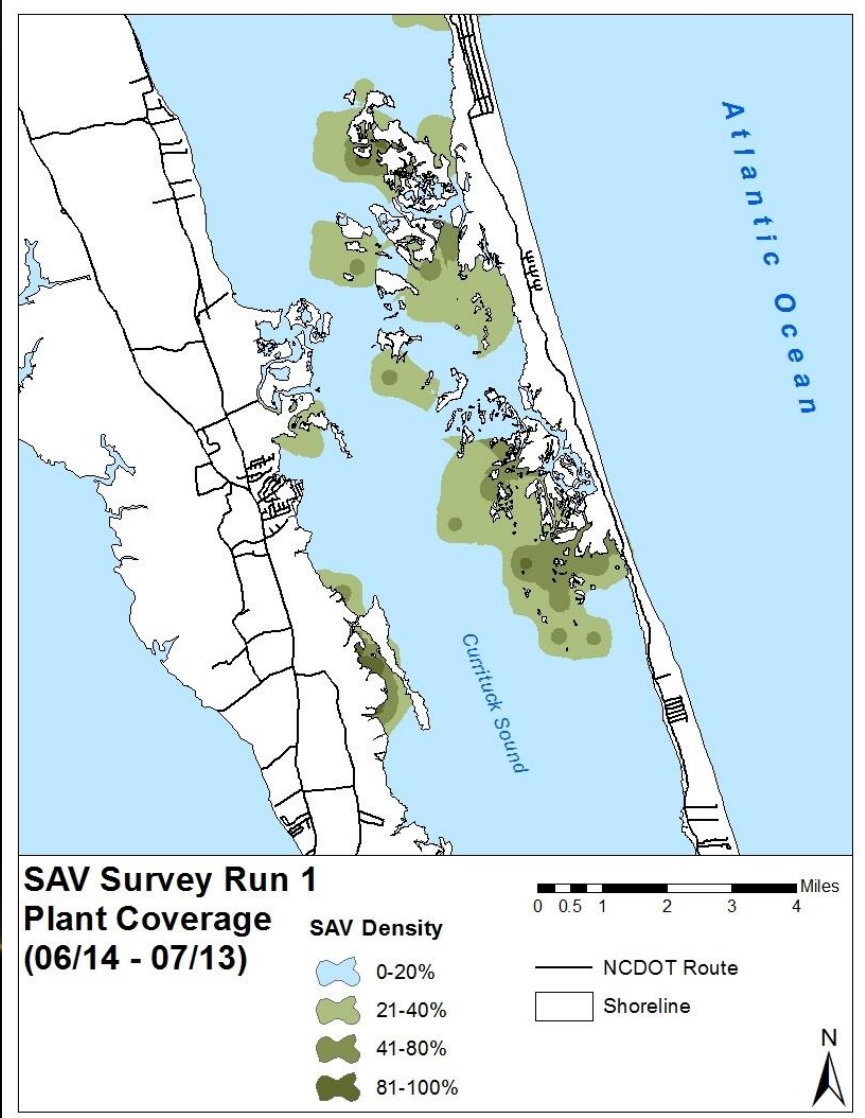 Atlantic Ocean
Currituck Sound
SAV Survey Run 1
Plant Coverage
(06/14 - 07/13)
SAV Density
0-20%
21-40%
41-80%
81-100%
Miles
0 0.5 1 2 3 4
NCDOT Route
Shoreline
N